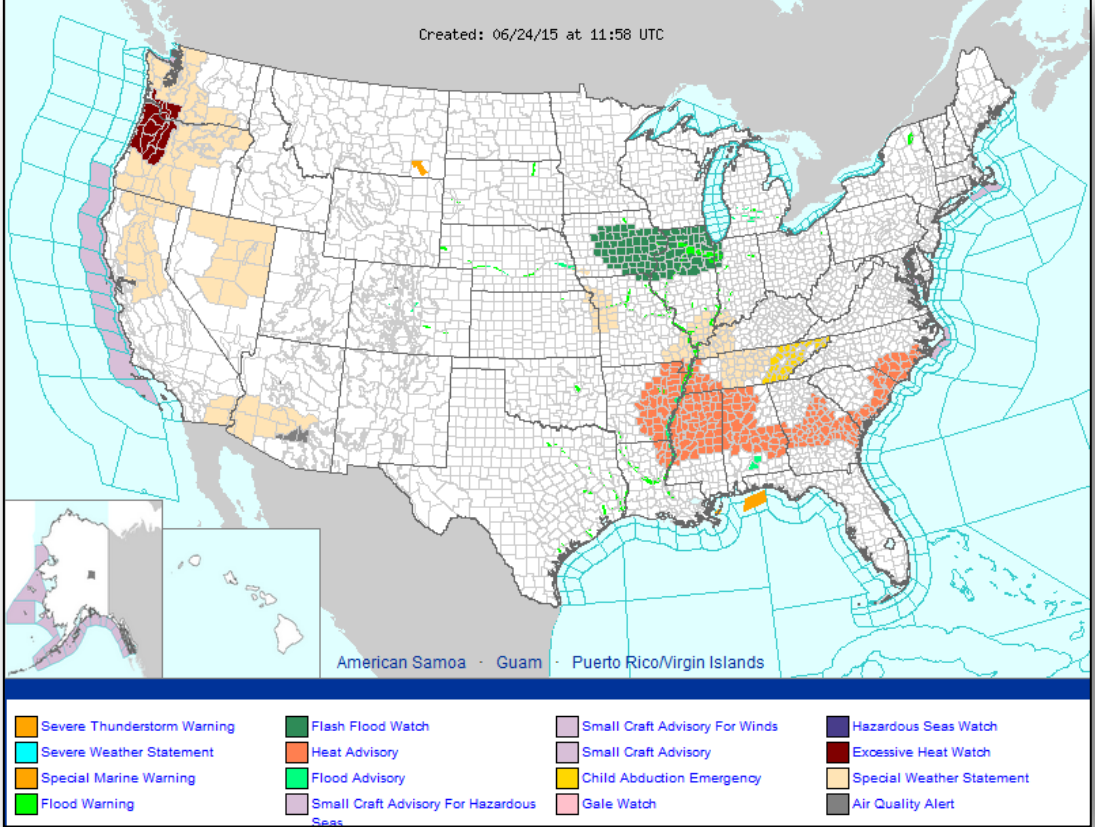 Created: 06/24/15 at 11:58 UTC
American Samoa · Guam · Puerto Rico/Virgin Islands
Severe Thunderstorm Warning
Severe Weather Statement
Special Marine Warning
Flood Warning
Flash Flood Watch
Heat Advisory
Flood Advisory
Small Craft Advisory For Hazardous
Seas
Small Craft Advisory For Winds
Small Craft Advisory
Child Abduction Emergency
Gale Watch
Hazardous Seas Watch
Excessive Heat Watch
Special Weather Statement
Air Quality Alert